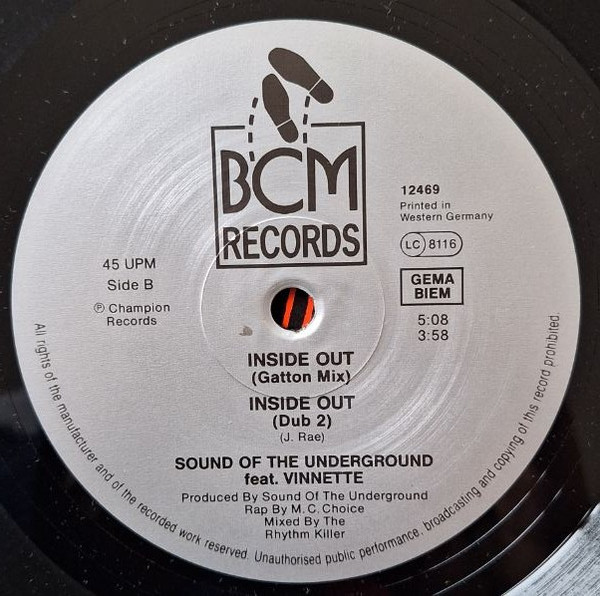 BCM
RECORDS
12469
Printed in
Western Germany
LC 8116
GEMA
BIEM
5:08
3:58
45 UPM
Side B
℗ Champion
Records
INSIDE OUT
(Gatton Mix)
INSIDE OUT
(Dub 2)
(J. Rae)
SOUND OF THE UNDERGROUND
feat. VINNETTE
Produced By Sound Of The Underground
Rap By M.C. Choice
Mixed By The
Rhythm Killer
All rights of the manufacturer and of the recorded work reserved. Unauthorised public performance, broadcasting and copying of this record prohibited.